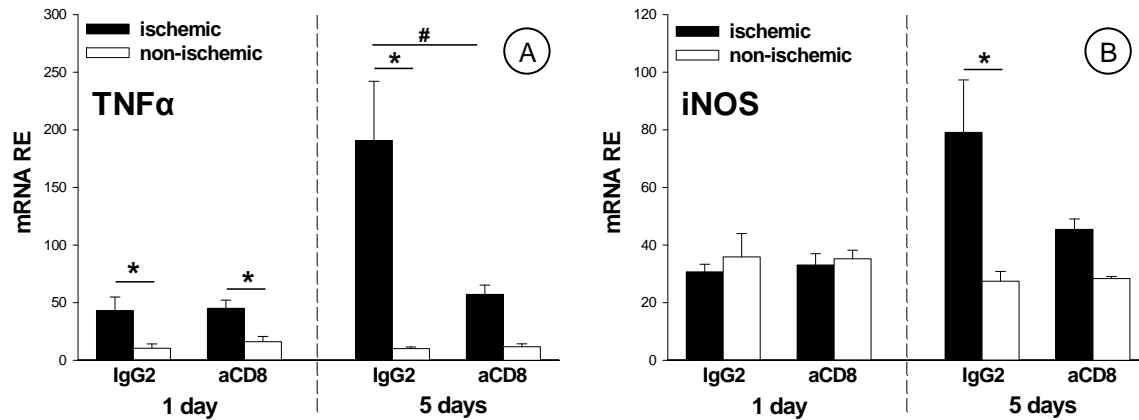 300
250
200
150
100
50
0
mRNA RE
ischemic
non-ischemic
TNFα
A
*
*
*
#
IgG2
aCD8
IgG2
aCD8
1 day
5 days
120
100
80
60
40
20
0
mRNA RE
ischemic
non-ischemic
iNOS
B
*
IgG2
aCD8
IgG2
aCD8
1 day
5 days